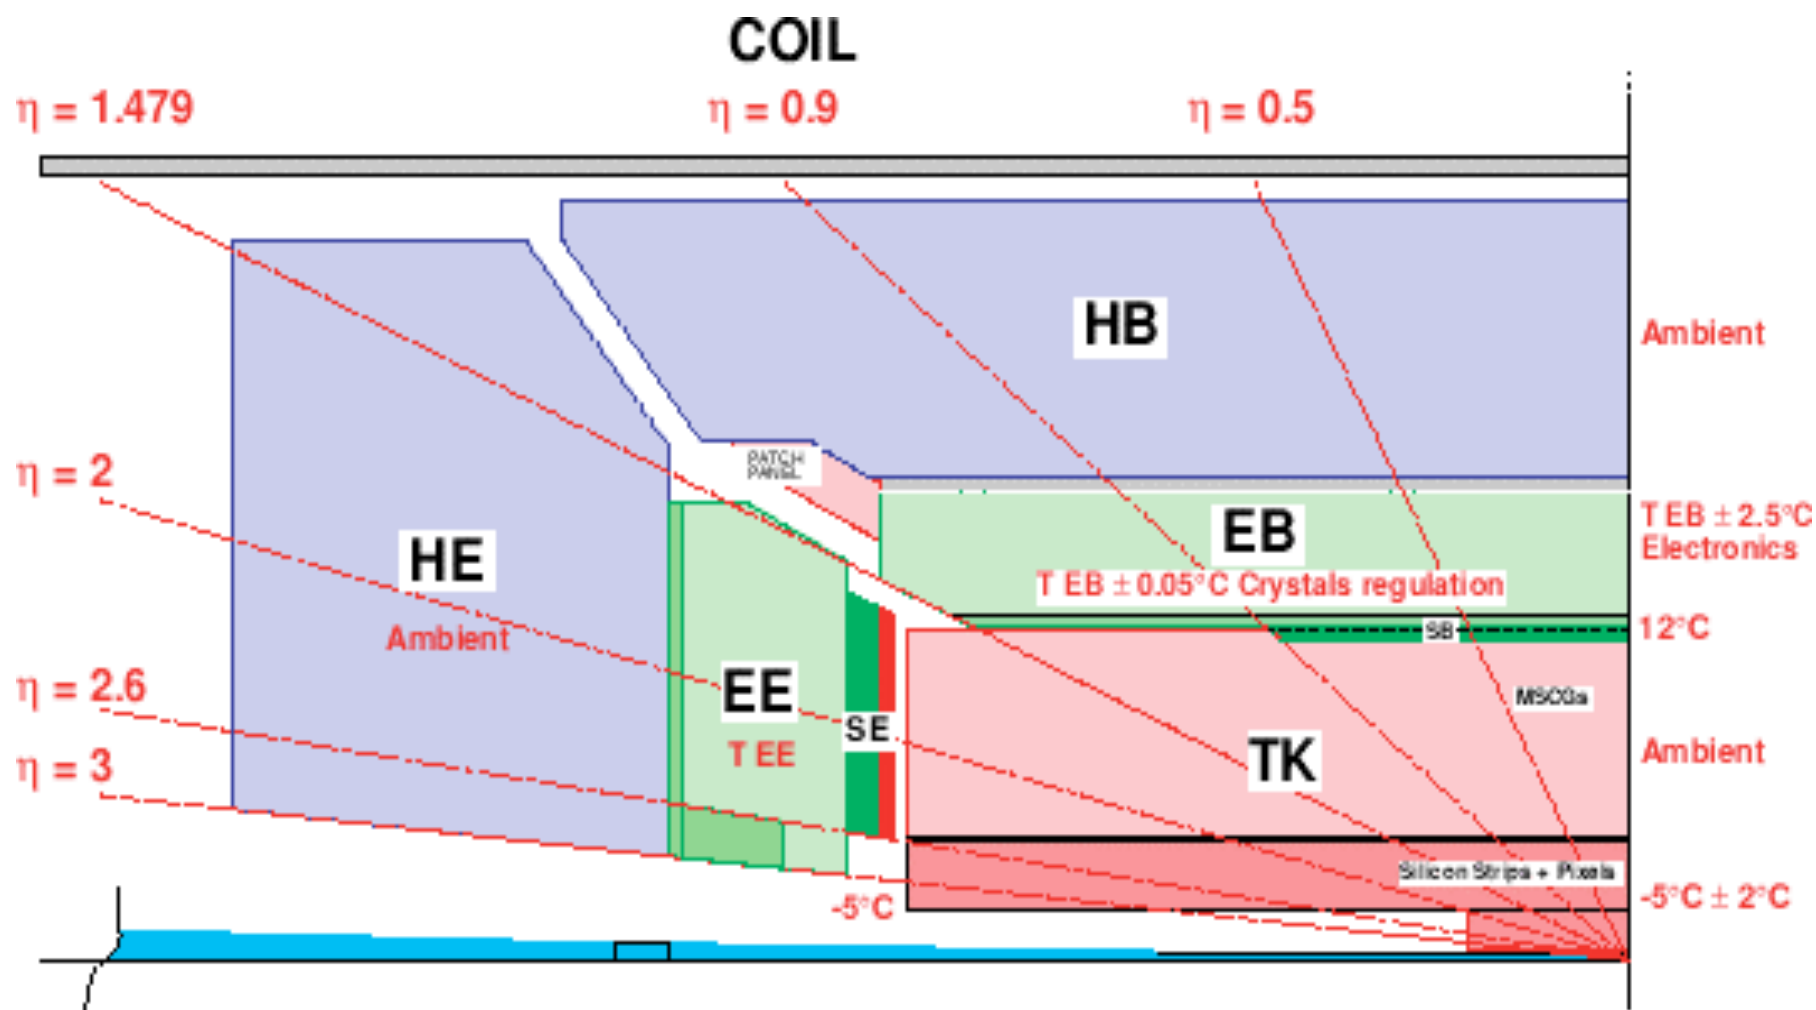 COIL
η = 1.479
η = 0.9
η = 0.5
HB
Ambient
PATCH
PANEL
η = 2
HE
Ambient
EB
T EB ± 2.5°C
Electronics
T EB ± 0.05°C Crystals regulation
SB
12°C
η = 2.6
EE
T EE
SE
MSCGs
TK
Ambient
η = 3
Silicon Strips + Pixels
-5°C
-5°C ± 2°C